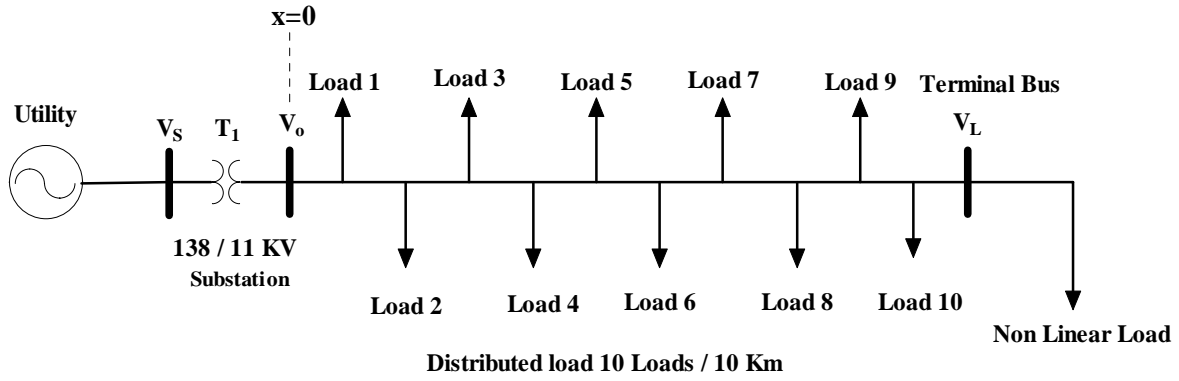 x=0
Load 1
Load 3
Load 5
Load 7
Load 9
Terminal Bus
Utility
V_S
T_1
V_o
V_L
138 / 11 KV
Substation
Load 2
Load 4
Load 6
Load 8
Load 10
Non Linear Load
Distributed load 10 Loads / 10 Km